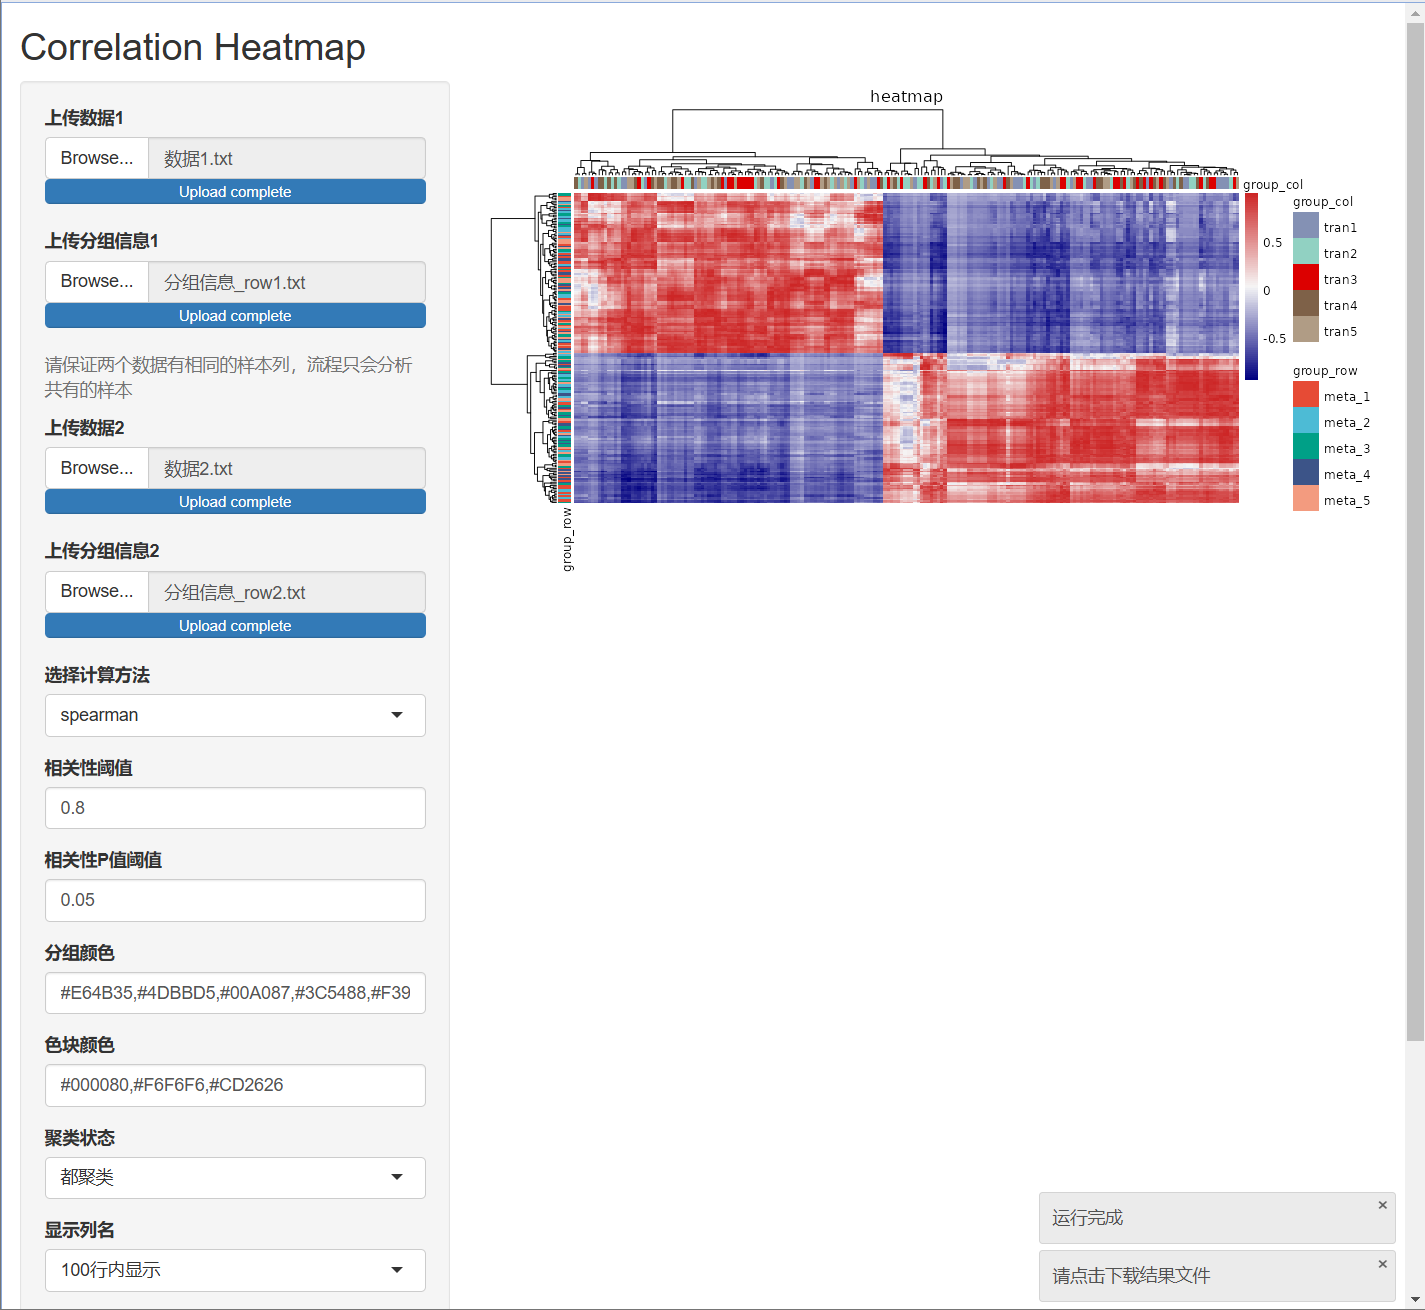 Correlation Heatmap
上传数据1
Browse... 数据1.txt
Upload complete
上传分组信息1
Browse... 分组信息_row1.txt
Upload complete
请保证两个数据有相同的样本列，流程只会分析
共有的样本
上传数据2
Browse... 数据2.txt
Upload complete
上传分组信息2
Browse... 分组信息_row2.txt
Upload complete
选择计算方法
spearman
相关性阈值
0.8
相关性P值阈值
0.05
分组颜色
#E64B35,#4DBBD5,#00A087,#3C5488,#F39
色块颜色
#000080,#F6F6F6,#CD2626
聚类状态
都聚类
显示列名
100行内显示
heatmap
group_col
group_row
0.5
0
-0.5
group_col
tran1
tran2
tran3
tran4
tran5
group_row
meta_1
meta_2
meta_3
meta_4
meta_5
运行完成
×
请点击下载结果文件
×